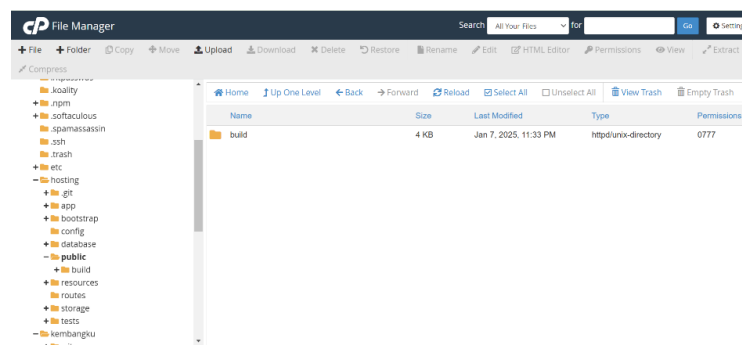 cP File Manager
Search All Your Files for Go Setting
+ File + Folder Copy Move Upload Download Delete Restore Rename Edit HTML Editor Permissions View Extract
Compress
.htpasswds
.koality
.npm
.softaculous
.spamassassin
.ssh
.trash
etc
hosting
.git
app
bootstrap
config
database
public
build
resources
routes
storage
tests
kembangku
Home Up One Level Back Forward Reload Select All Unselect All View Trash Empty Trash
Name Size Last Modified Type Permissions
build 4 KB Jan 7, 2025, 11:33 PM httpd/unix-directory 0777